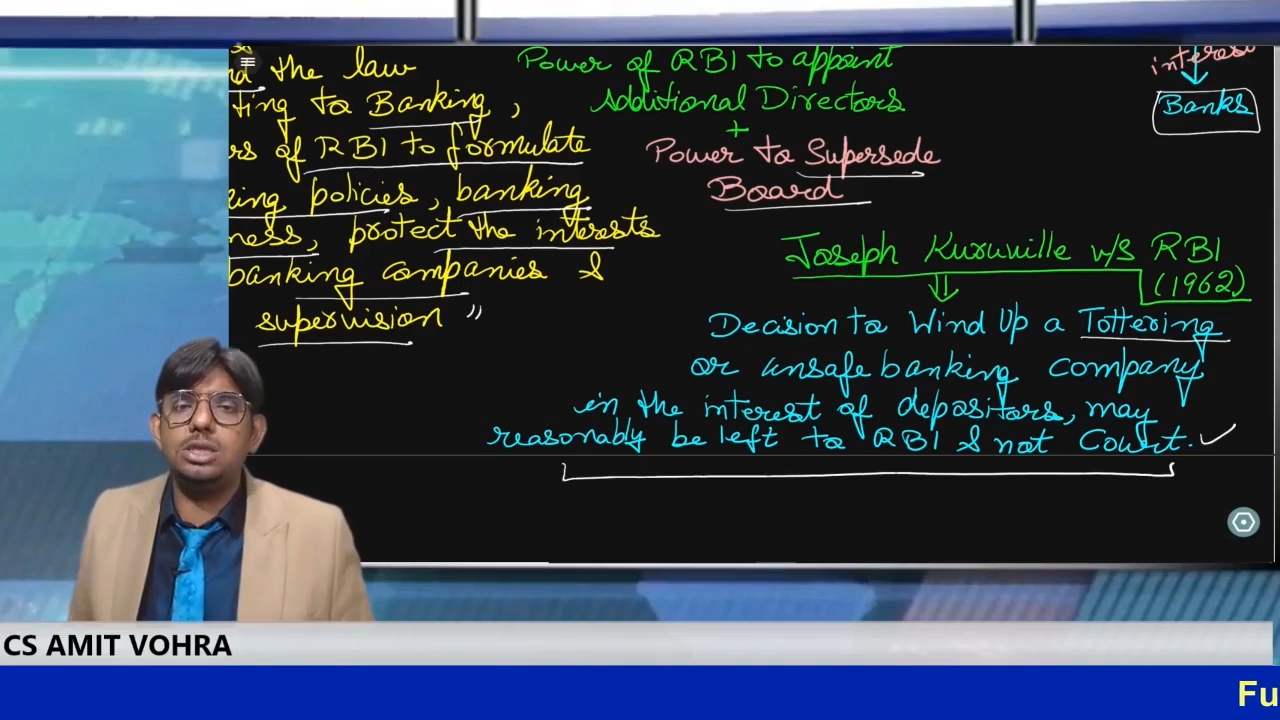 the law
ting to Banking,
rs of RBI to formulate
ing policies, banking
ness, protect the interests
banking companies &
supervision "
Power of RBI to appoint
Additional Directors
+
Power to Supersede
Board
interest
Banks
Joseph Kuruville v/s RBI
(1962)
Decision to Wind Up a Tottering
or unsafe banking company
in the interest of depositors, may
reasonably be left to RBI & not Court.
CS AMIT VOHRA
Fu